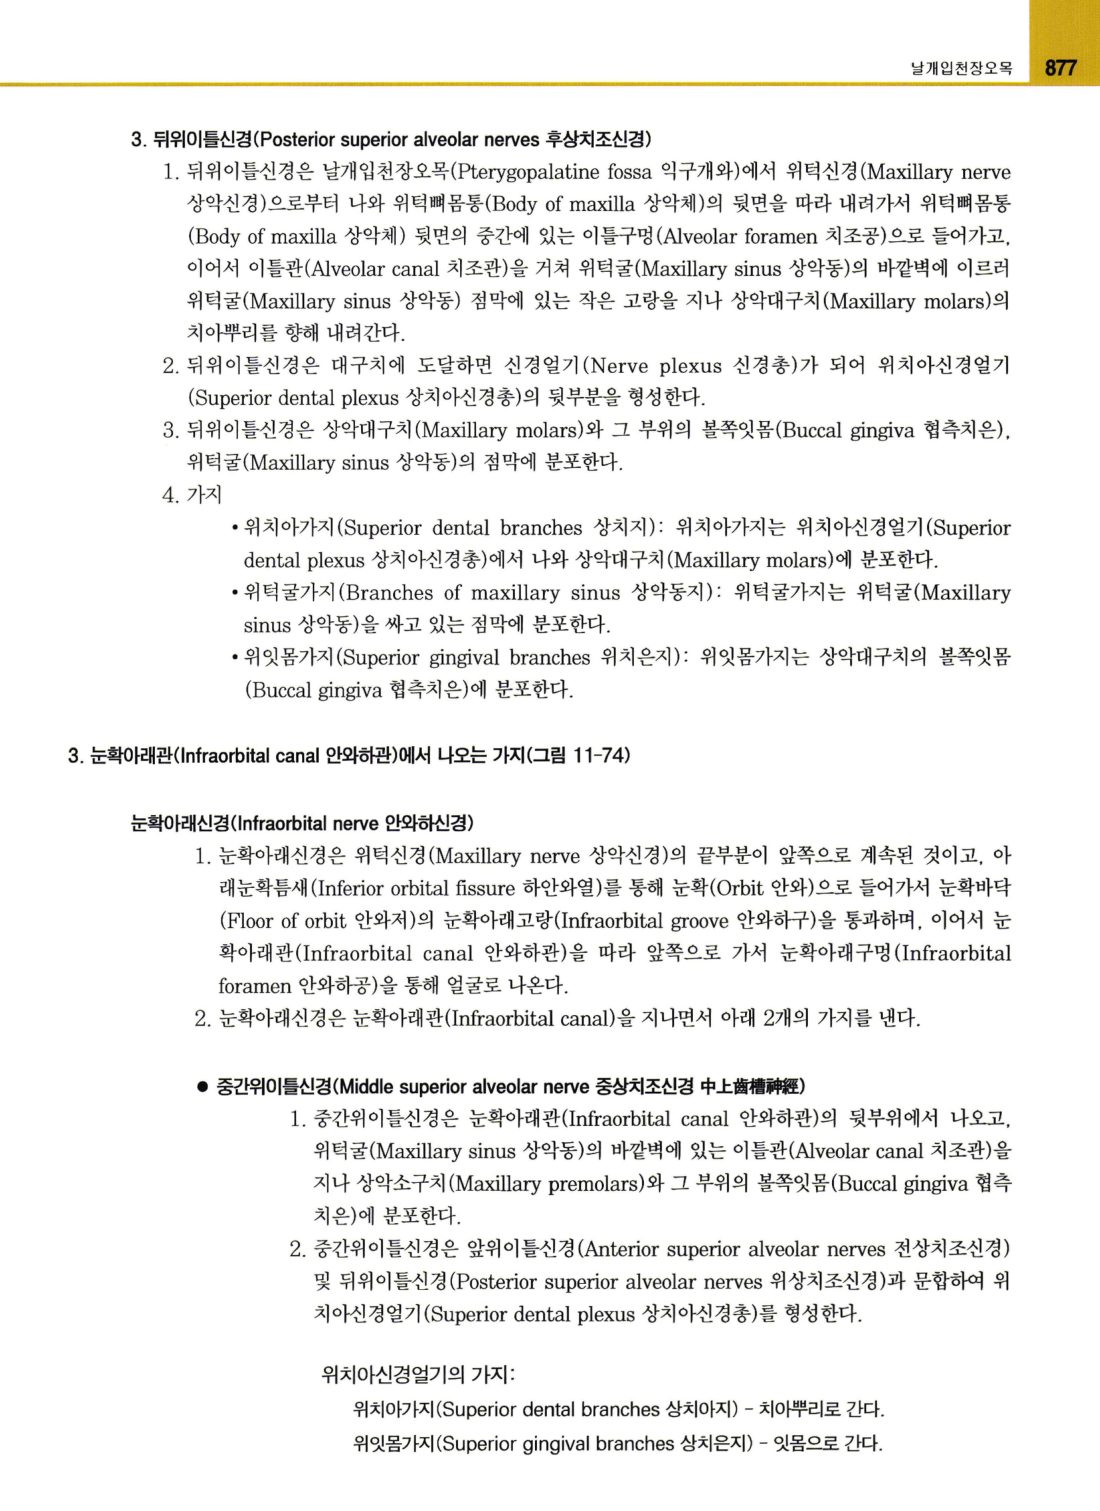 날개입천장오목 877
3. 뒤위이틀신경(Posterior superior alveolar nerves 후상치조신경)
1. 뒤위이틀신경은 날개입천장오목(Pterygopalatine fossa 익구개와)에서 위턱신경(Maxillary nerve
상악신경)으로부터 나와 위턱뼈몸통(Body of maxilla 상악체)의 뒷면을 따라 내려가서 위턱뼈몸통
(Body of maxilla 상악체) 뒷면의 중간에 있는 이틀구멍(Alveolar foramen 치조공)으로 들어가고,
이어서 이틀관(Alveolar canal 치조관)을 거쳐 위턱굴(Maxillary sinus 상악동)의 바깥벽에 이르러
위턱굴(Maxillary sinus 상악동) 점막에 있는 작은 고랑을 지나 상악대구치(Maxillary molars)의
치아뿌리를 향해 내려간다.
2. 뒤위이틀신경은 대구치에 도달하면 신경얼기(Nerve plexus 신경총)가 되어 위치아신경얼기
(Superior dental plexus 상치아신경총)의 뒷부분을 형성한다.
3. 뒤위이틀신경은 상악대구치(Maxillary molars)와 그 부위의 볼쪽잇몸(Buccal gingiva 협측치은),
위턱굴(Maxillary sinus 상악동)의 점막에 분포한다.
4. 가지
• 위치아가지(Superior dental branches 상치지): 위치아가지는 위치아신경얼기(Superior
dental plexus 상치아신경총)에서 나와 상악대구치(Maxillary molars)에 분포한다.
• 위턱굴가지(Branches of maxillary sinus 상악동지): 위턱굴가지는 위턱굴(Maxillary
sinus 상악동)을 싸고 있는 점막에 분포한다.
• 위잇몸가지(Superior gingival branches 위치은지): 위잇몸가지는 상악대구치의 볼쪽잇몸
(Buccal gingiva 협측치은)에 분포한다.
3. 눈확아래관(Infraorbital canal 안와하관)에서 나오는 가지(그림 11-74)
눈확아래신경(Infraorbital nerve 안와하신경)
1. 눈확아래신경은 위턱신경(Maxillary nerve 상악신경)의 끝부분이 앞쪽으로 계속된 것이고, 아
래눈확틈새(Inferior orbital fissure 하안와열)를 통해 눈확(Orbit 안와)으로 들어가서 눈확바닥
(Floor of orbit 안와저)의 눈확아래고랑(Infraorbital groove 안와하구)을 통과하며, 이어서 눈
확아래관(Infraorbital canal 안와하관)을 따라 앞쪽으로 가서 눈확아래구멍(Infraorbital
foramen 안와하공)을 통해 얼굴로 나온다.
2. 눈확아래신경은 눈확아래관(Infraorbital canal)을 지나면서 아래 2개의 가지를 낸다.
● 중간위이틀신경(Middle superior alveolar nerve 중상치조신경 中上齒槽神經)
1. 중간위이틀신경은 눈확아래관(Infraorbital canal 안와하관)의 뒷부위에서 나오고,
위턱굴(Maxillary sinus 상악동)의 바깥벽에 있는 이틀관(Alveolar canal 치조관)을
지나 상악소구치(Maxillary premolars)와 그 부위의 볼쪽잇몸(Buccal gingiva 협측
치은)에 분포한다.
2. 중간위이틀신경은 앞위이틀신경(Anterior superior alveolar nerves 전상치조신경)
및 뒤위이틀신경(Posterior superior alveolar nerves 위상치조신경)과 문합하여 위
치아신경얼기(Superior dental plexus 상치아신경총)를 형성한다.
위치아신경얼기의 가지:
위치아가지(Superior dental branches 상치아지) - 치아뿌리로 간다.
위잇몸가지(Superior gingival branches 상치은지) - 잇몸으로 간다.